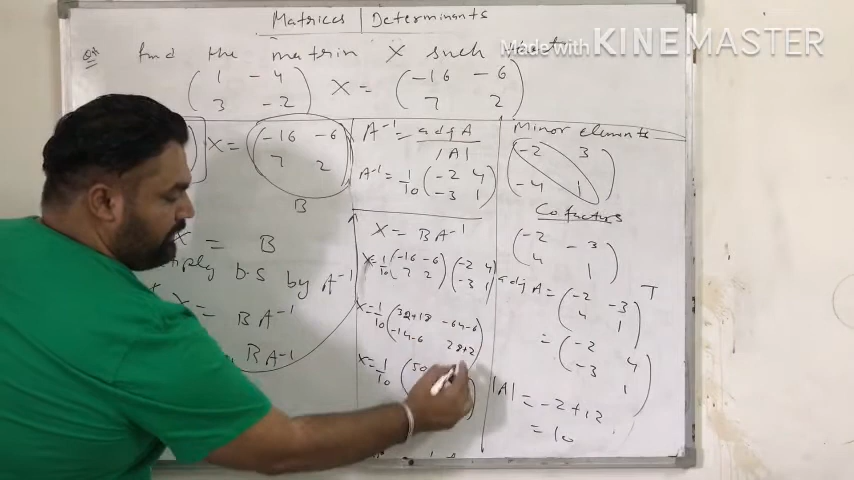 Matrices | Determinants
Made with KINEMASTER
Find the matrix X such that
( 1 -4 ) X = ( -16 -6 )
( 3 -2 ) ( 7 2 )
X = ( -16 -6 )
( 7 2 )
B
X = B
b.s by A⁻¹
X = B A⁻¹
B A⁻¹
A⁻¹ = adj A
|A|
A⁻¹ = 1/10 ( -2 4 )
( -3 1 )
X = B A⁻¹
X = 1/10 ( -16 -6 ) ( -2 4 )
( 7 2 ) ( -3 1 )
X = 1/10 ( 32+18 -64-6 )
( -14-6 28+2 )
X = 1/10 ( 50
Minor elements
( -2 3 )
( -4 1 )
Cofactors
( -2 -3 )
( 4 1 )
adj A = ( -2 -3 ) T
( 4 1 )
= ( -2 4 )
( -3 1 )
|A| = -2 + 12
= 10